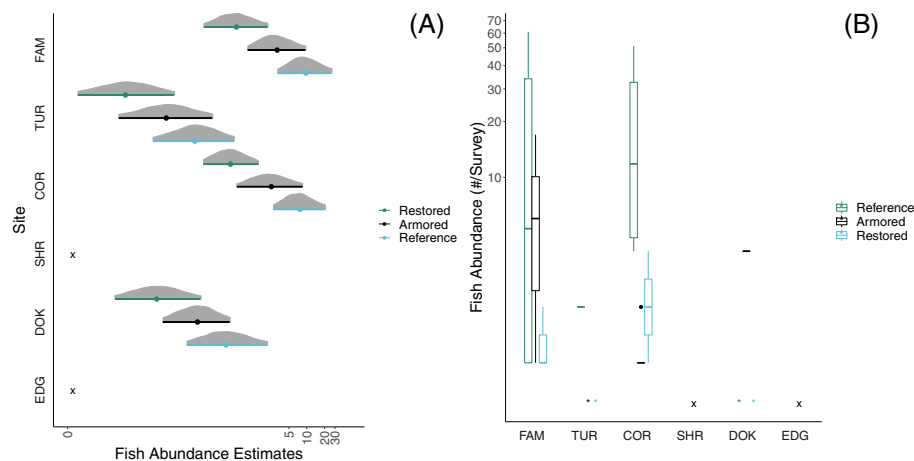 (A)
FAM
TUR
COR
SHR
DOK
EDG
Site
x
x
0
5
10
20
30
Fish Abundance Estimates
Restored
Armored
Reference
(B)
70
60
50
40
30
20
10
Fish Abundance (#/Survey)
x
x
FAM
TUR
COR
SHR
DOK
EDG
Reference
Armored
Restored